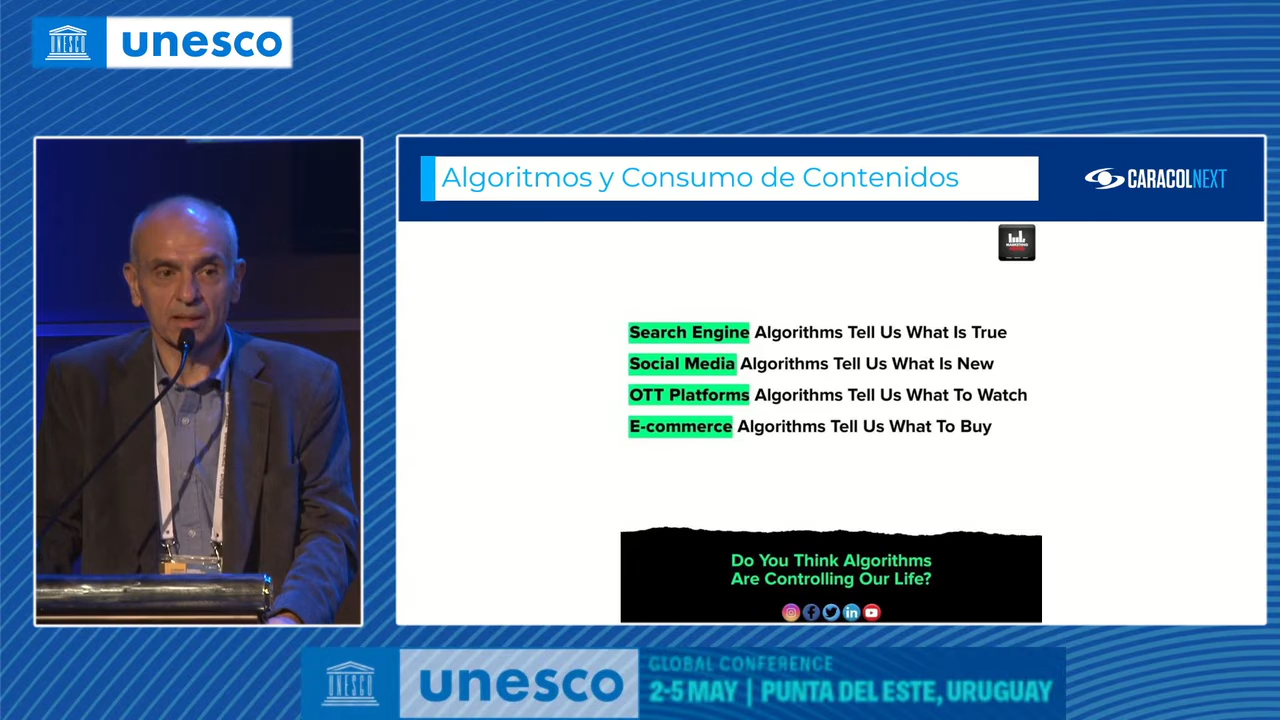 UNESCO
unesco
Algoritmos y Consumo de Contenidos
CARACOLNEXT
Search Engine Algorithms Tell Us What Is True
Social Media Algorithms Tell Us What Is New
OTT Platforms Algorithms Tell Us What To Watch
E-commerce Algorithms Tell Us What To Buy
Do You Think Algorithms
Are Controlling Our Life?
UNESCO
unesco
GLOBAL CONFERENCE
2-5 MAY | PUNTA DEL ESTE, URUGUAY